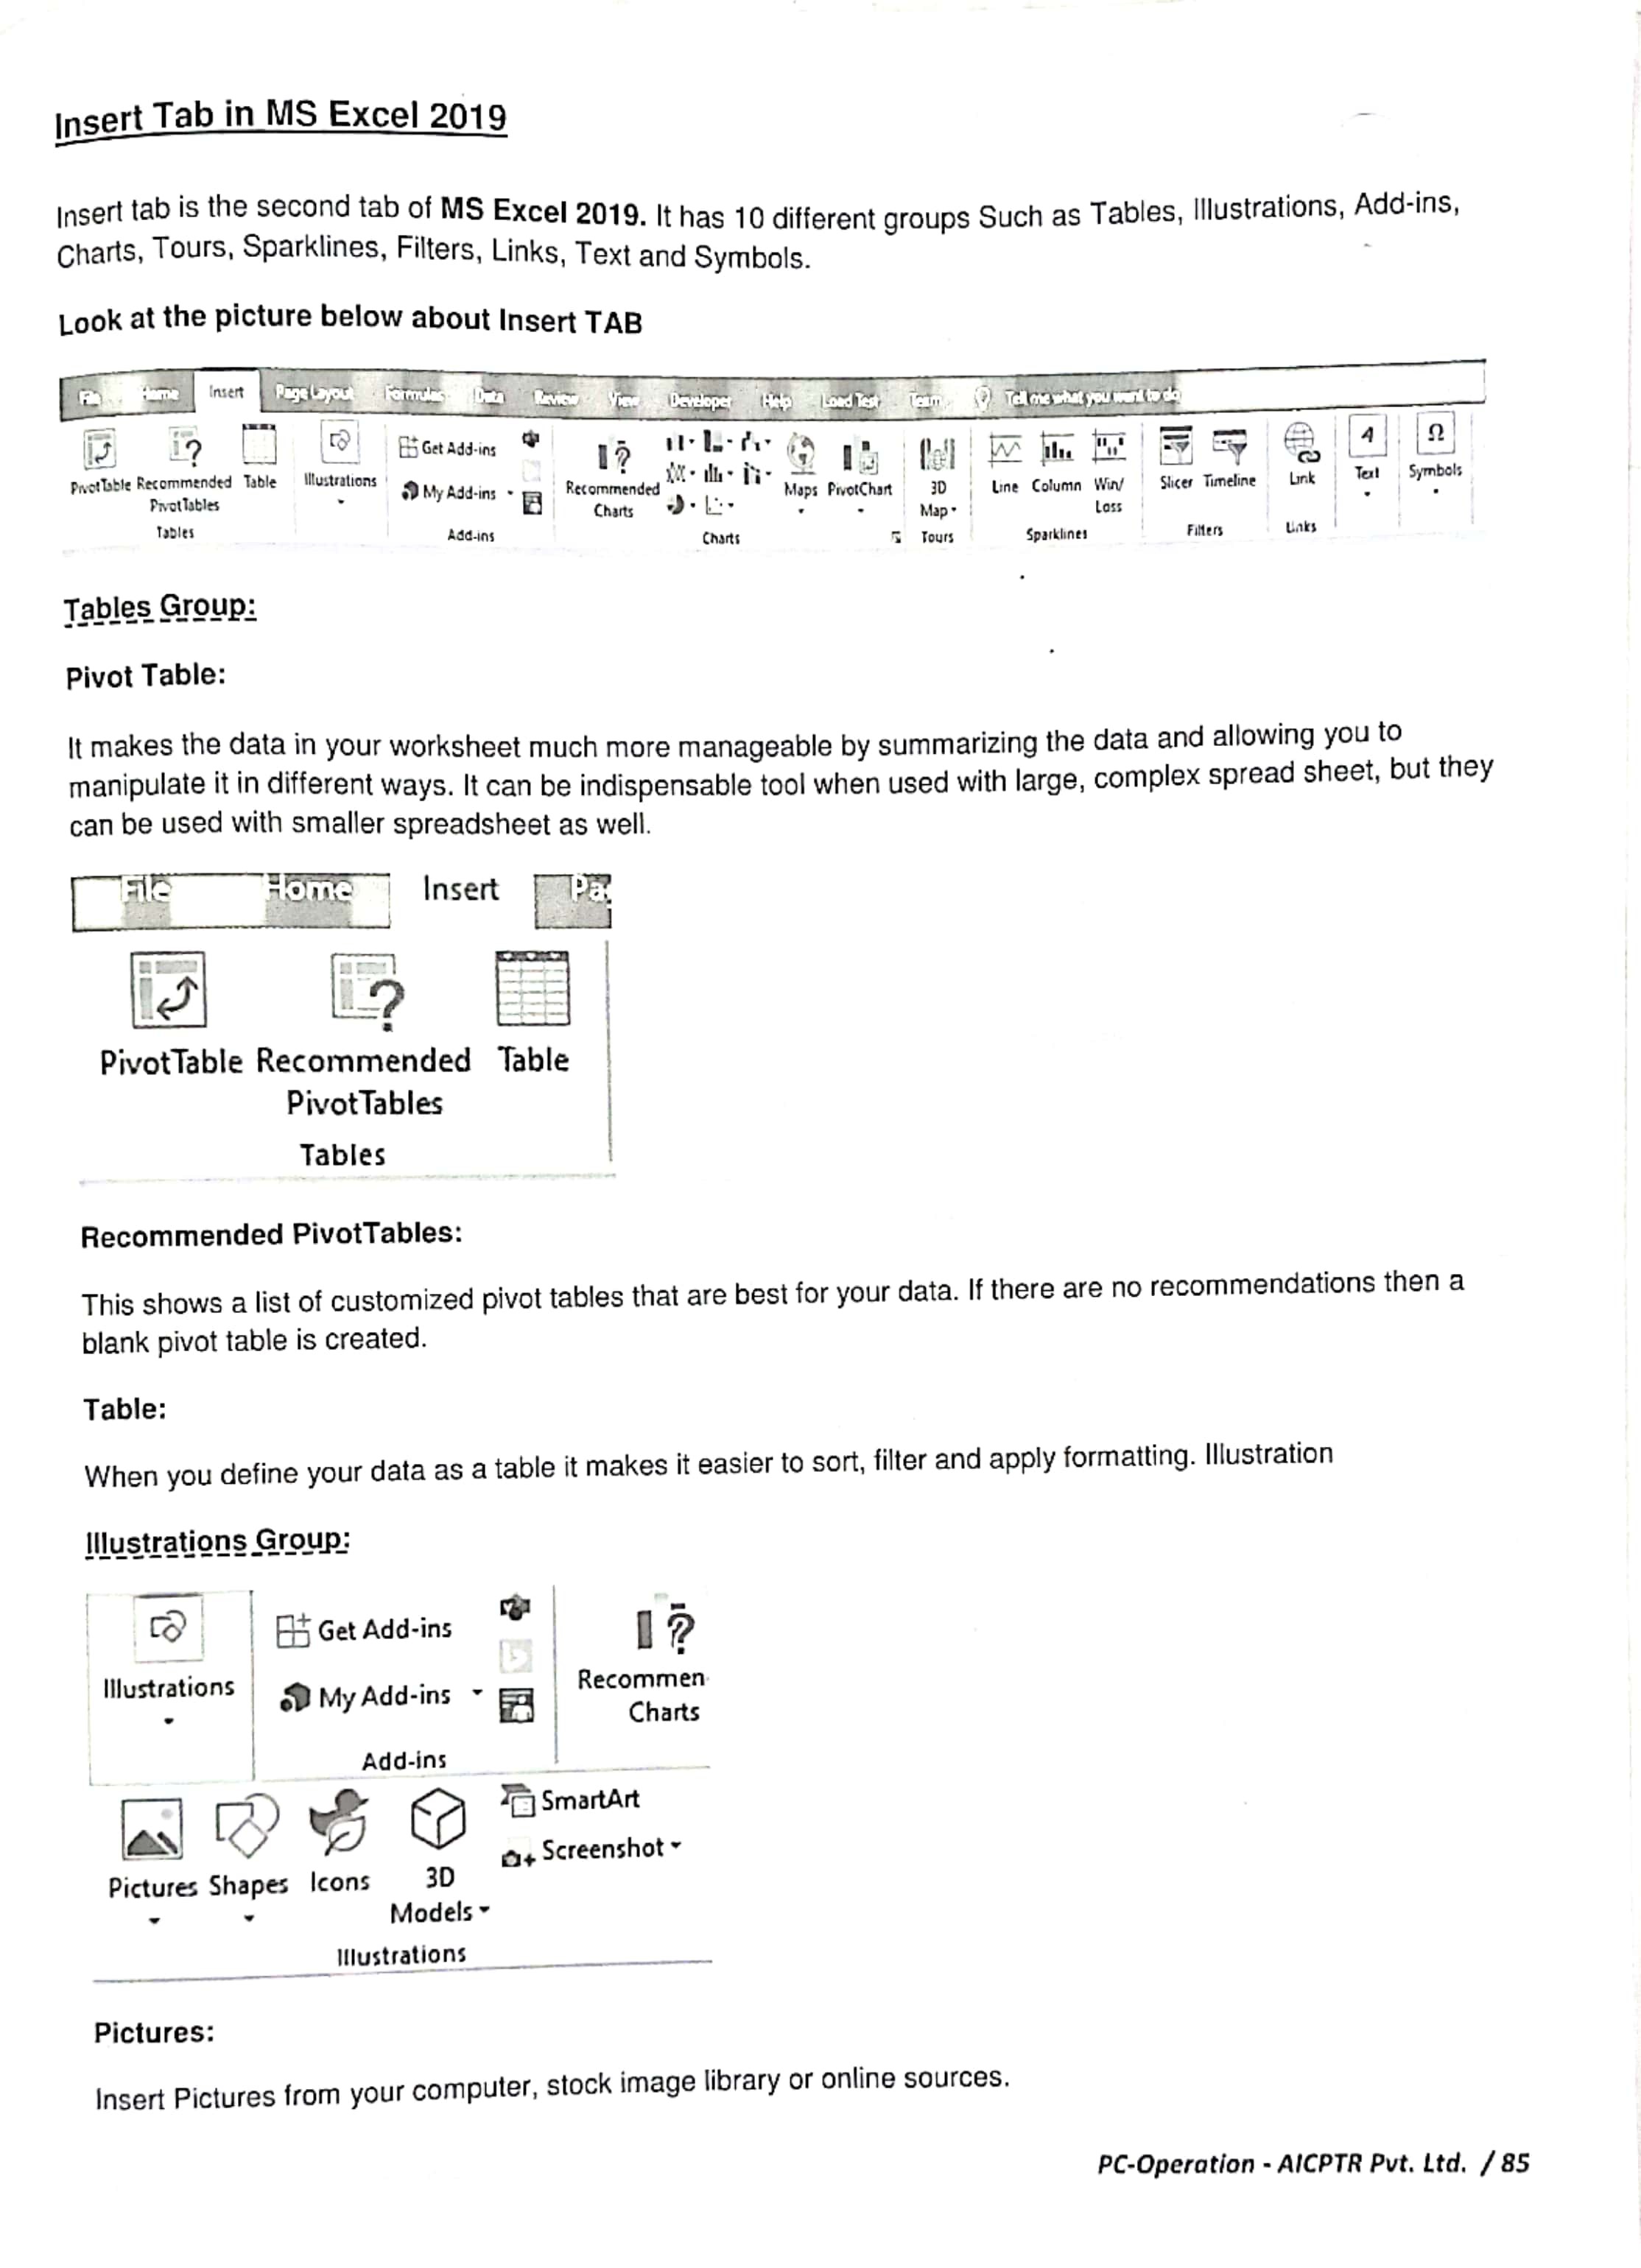 Insert Tab in MS Excel 2019
Insert tab is the second tab of MS Excel 2019. It has 10 different groups Such as Tables, Illustrations, Add-ins,
Charts, Tours, Sparklines, Filters, Links, Text and Symbols.
Look at the picture below about Insert TAB
File Home Insert Page Layout Formulas Data Review View Developer Help Load Test Team Tell me what you want to do
PivotTable Recommended PivotTables Table
Tables
Illustrations
Get Add-ins
My Add-ins
Add-ins
Recommended Charts
Maps PivotChart
Charts
3D Map
Tours
Line Column Win/Loss
Sparklines
Slicer Timeline
Filters
Link
Links
Text
Symbols
Tables Group:
Pivot Table:
It makes the data in your worksheet much more manageable by summarizing the data and allowing you to
manipulate it in different ways. It can be indispensable tool when used with large, complex spread sheet, but they
can be used with smaller spreadsheet as well.
File Home Insert Pa
PivotTable Recommended Table
PivotTables
Tables
Recommended PivotTables:
This shows a list of customized pivot tables that are best for your data. If there are no recommendations then a
blank pivot table is created.
Table:
When you define your data as a table it makes it easier to sort, filter and apply formatting. Illustration
Illustrations Group:
Illustrations
Get Add-ins
My Add-ins
Add-ins
Recommen
Charts
Pictures Shapes Icons 3D
Models
SmartArt
Screenshot
Illustrations
Pictures:
Insert Pictures from your computer, stock image library or online sources.
PC-Operation - AICPTR Pvt. Ltd. / 85